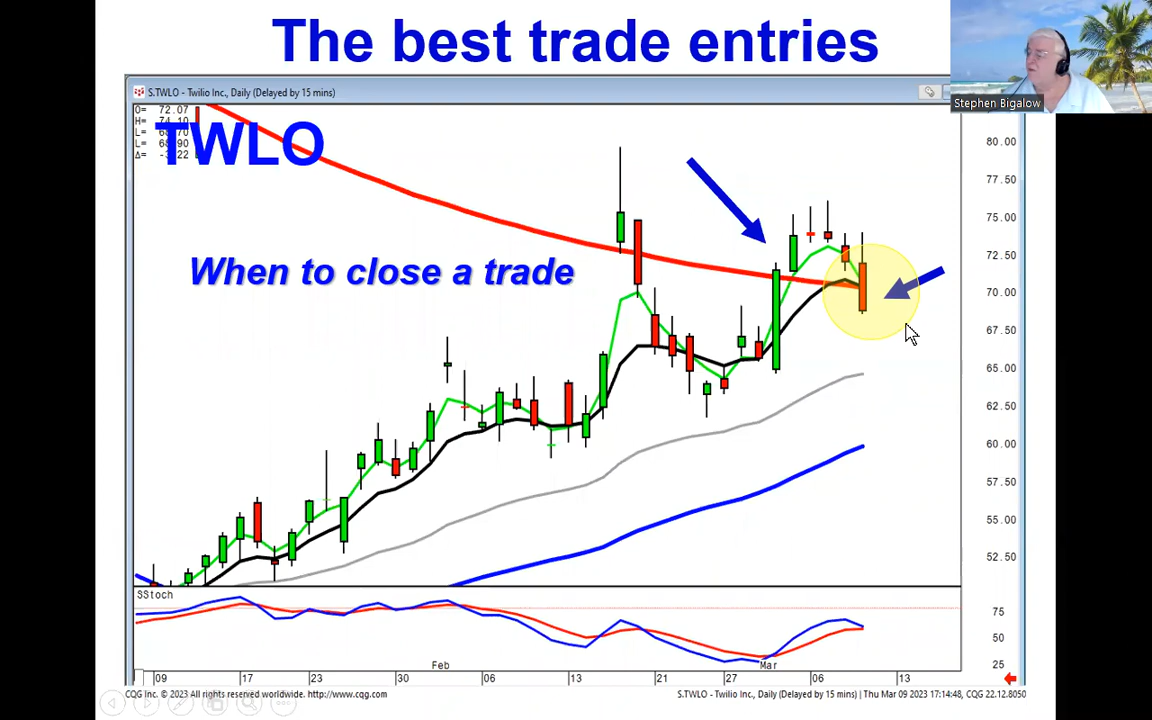 The best trade entries
Stephen Bigalow
S.TWLO - Twilio Inc., Daily (Delayed by 15 mins)
O= 72.07
H= 74.10
L=
L=
Δ=
TWLO
When to close a trade
80.00
77.50
75.00
72.50
70.00
67.50
65.00
62.50
60.00
57.50
55.00
52.50
SStoch
75
50
25
Feb
Mar
09
17
23
30
06
13
21
27
06
13
CQG Inc. © 2023 All rights reserved worldwide. http://www.cqg.com
S.TWLO - Twilio Inc., Daily (Delayed by 15 mins) | Thu Mar 09 2023 17:14:48, CQG 22.12.8050